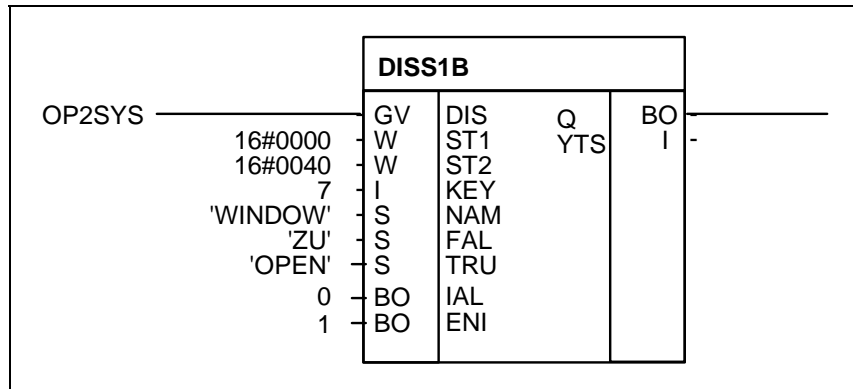 DISS1B
OP2SYS GV DIS Q BO
16#0000 W ST1 YTS I
16#0040 W ST2
7 I KEY
'WINDOW' S NAM
'ZU' S FAL
'OPEN' S TRU
0 BO IAL
1 BO ENI